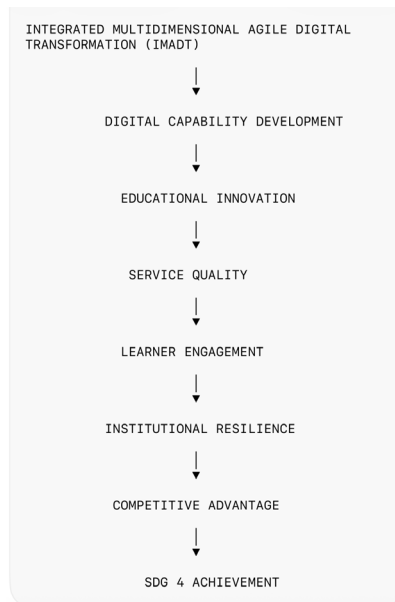 INTEGRATED MULTIDIMENSIONAL AGILE DIGITAL
TRANSFORMATION (IMADT)
DIGITAL CAPABILITY DEVELOPMENT
EDUCATIONAL INNOVATION
SERVICE QUALITY
LEARNER ENGAGEMENT
INSTITUTIONAL RESILIENCE
COMPETITIVE ADVANTAGE
SDG 4 ACHIEVEMENT